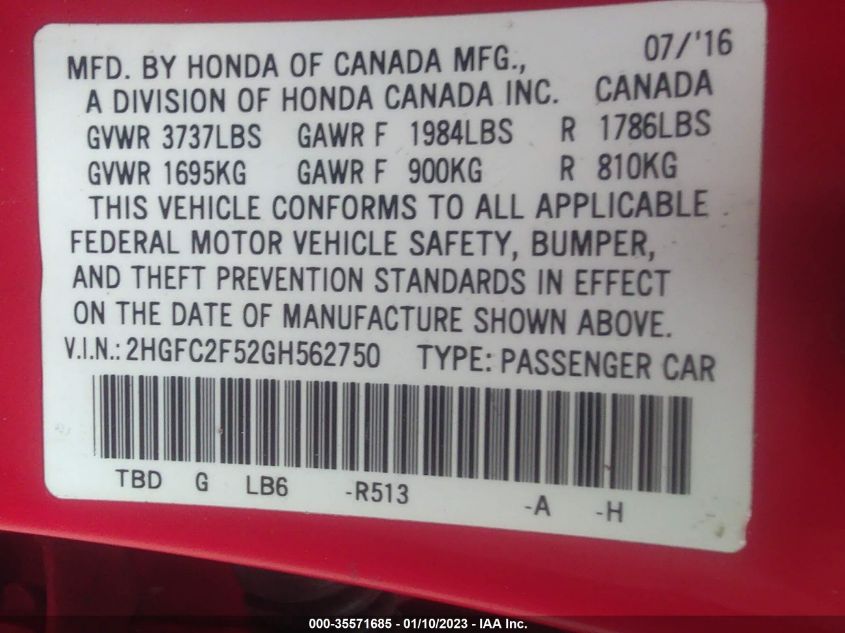 MFD. BY HONDA OF CANADA MFG., 07/'16
A DIVISION OF HONDA CANADA INC. CANADA
GVWR 3737LBS GAWR F 1984LBS R 1786LBS
GVWR 1695KG GAWR F 900KG R 810KG
THIS VEHICLE CONFORMS TO ALL APPLICABLE
FEDERAL MOTOR VEHICLE SAFETY, BUMPER,
AND THEFT PREVENTION STANDARDS IN EFFECT
ON THE DATE OF MANUFACTURE SHOWN ABOVE.
V.I.N.: 2HGFC2F52GH562750 TYPE: PASSENGER CAR
TBD G LB6 -R513 -A -H
000-35571685 - 01/10/2023 - IAA Inc.